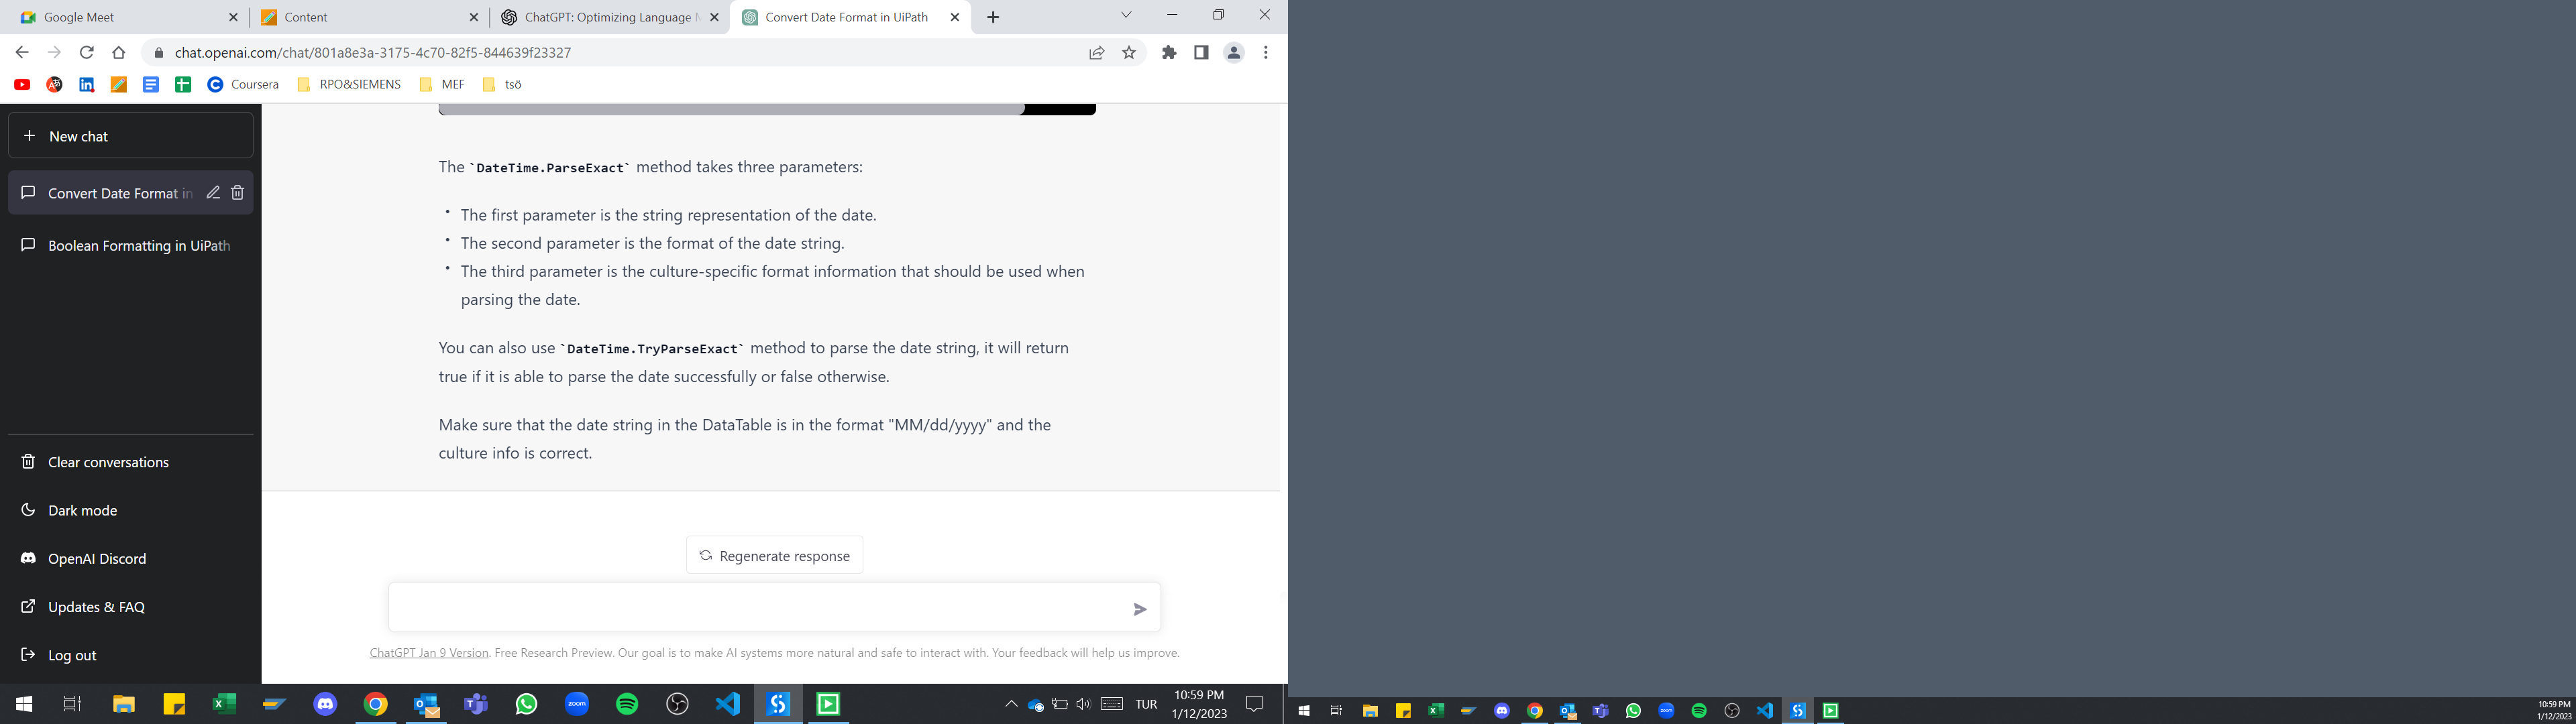 Google Meet
Content
ChatGPT: Optimizing Language M
Convert Date Format in UiPath
chat.openai.com/chat/801a8e3a-3175-4c70-82f5-844639f23327
Coursera
RPO&SIEMENS
MEF
tsö
New chat
Convert Date Format in
Boolean Formatting in UiPath
Clear conversations
Dark mode
OpenAI Discord
Updates & FAQ
Log out
The `DateTime.ParseExact` method takes three parameters:
• The first parameter is the string representation of the date.
• The second parameter is the format of the date string.
• The third parameter is the culture-specific format information that should be used when
parsing the date.
You can also use `DateTime.TryParseExact` method to parse the date string, it will return
true if it is able to parse the date successfully or false otherwise.
Make sure that the date string in the DataTable is in the format "MM/dd/yyyy" and the
culture info is correct.
Regenerate response
ChatGPT Jan 9 Version. Free Research Preview. Our goal is to make AI systems more natural and safe to interact with. Your feedback will help us improve.
zoom
TUR
10:59 PM
1/12/2023
zoom
10:59 PM
1/12/2023